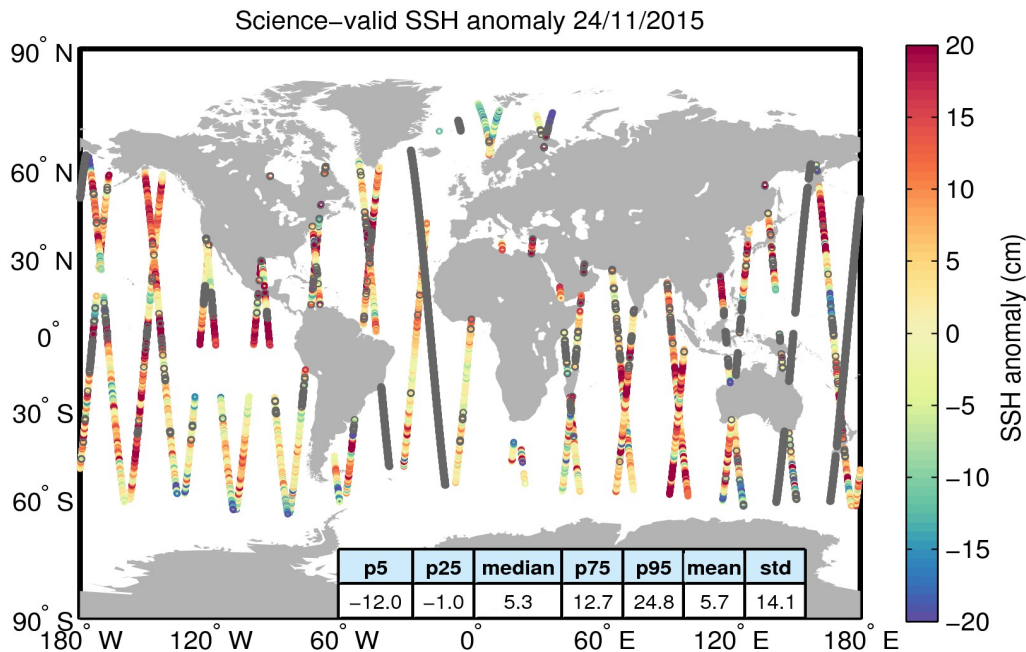 Science−valid SSH anomaly 24/11/2015
90° N
60° N
30° N
0°
30° S
60° S
90° S
180° W
120° W
60° W
0°
60° E
120° E
180° E
p5 p25 median p75 p95 mean std
−12.0 −1.0 5.3 12.7 24.8 5.7 14.1
20
15
10
5
0
−5
−10
−15
−20
SSH anomaly (cm)